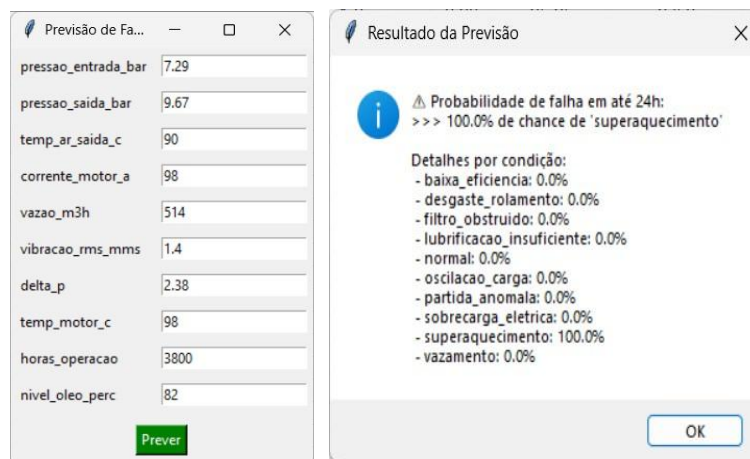 Previsão de Fa...
pressao_entrada_bar 7.29
pressao_saida_bar 9.67
temp_ar_saida_c 90
corrente_motor_a 98
vazao_m3h 514
vibracao_rms_mms 1.4
delta_p 2.38
temp_motor_c 98
horas_operacao 3800
nivel_oleo_perc 82
Prever
Resultado da Previsão
⚠ Probabilidade de falha em até 24h:
>>> 100.0% de chance de 'superaquecimento'
Detalhes por condição:
- baixa_eficiencia: 0.0%
- desgaste_rolamento: 0.0%
- filtro_obstruido: 0.0%
- lubrificacao_insuficiente: 0.0%
- normal: 0.0%
- oscilacao_carga: 0.0%
- partida_anomala: 0.0%
- sobrecarga_eletrica: 0.0%
- superaquecimento: 100.0%
- vazamento: 0.0%
OK